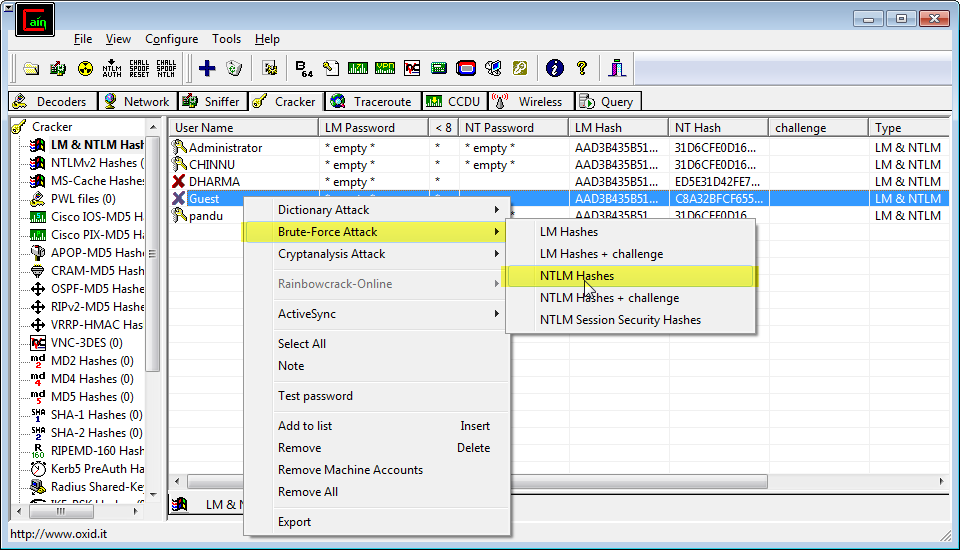 Cain
File View Configure Tools Help
NTLM AUTH
CHALL SPOOF RESET
CHALL SPOOF NTLM
B64
Decoders Network Sniffer Cracker Traceroute CCDU Wireless Query
Cracker
LM & NTLM Hash
NTLMv2 Hashes (
MS-Cache Hashes
PWL files (0)
Cisco IOS-MD5 H
Cisco PIX-MD5 H
APOP-MD5 Hashe
CRAM-MD5 Hash
OSPF-MD5 Hashe
RIPv2-MD5 Hash
VRRP-HMAC Has
VNC-3DES (0)
MD2 Hashes (0)
MD4 Hashes (0)
MD5 Hashes (0)
SHA-1 Hashes (0)
SHA-2 Hashes (0)
RIPEMD-160 Hash
Kerb5 PreAuth Ha
Radius Shared-Ke
User Name LM Password < 8 NT Password LM Hash NT Hash challenge Type
Administrator * empty * * * empty * AAD3B435B51... 31D6CFE0D16... LM & NTLM
CHINNU * empty * * * empty * AAD3B435B51... 31D6CFE0D16... LM & NTLM
DHARMA * empty * * AAD3B435B51... ED5E31D42FE7... LM & NTLM
Guest AAD3B435B51... C8A32BFCF655... LM & NTLM
pandu AAD3B435B51... 31D6CFE0D16... LM & NTLM
Dictionary Attack
Brute-Force Attack
Cryptanalysis Attack
Rainbowcrack-Online
ActiveSync
Select All
Note
Test password
Add to list Insert
Remove Delete
Remove Machine Accounts
Remove All
Export
LM Hashes
LM Hashes + challenge
NTLM Hashes
NTLM Hashes + challenge
NTLM Session Security Hashes
LM & N
http://www.oxid.it